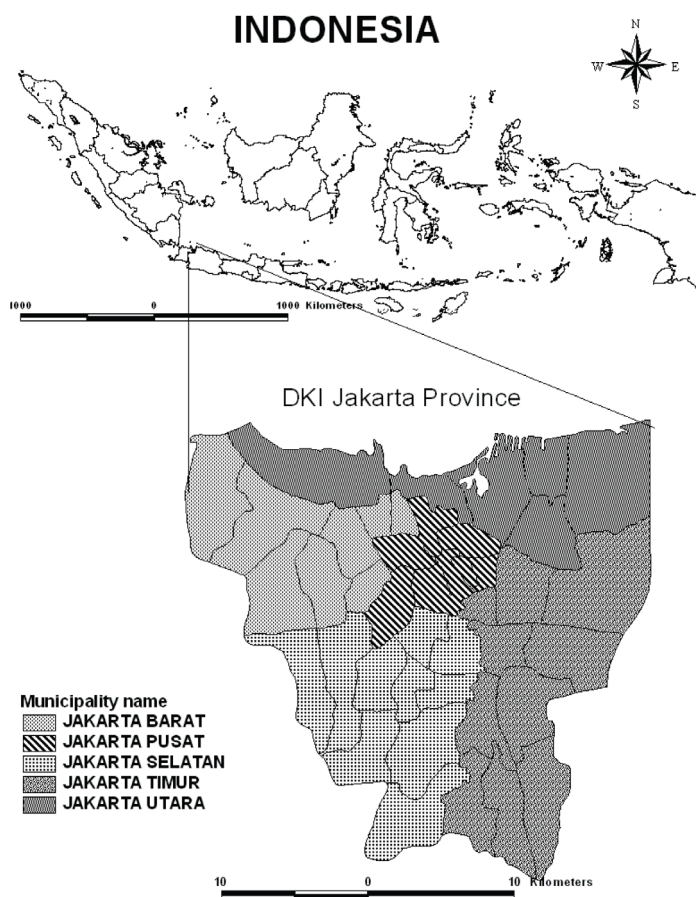 INDONESIA
N
W E
S
1000 0 1000 Kilometers
DKI Jakarta Province
Municipality name
JAKARTA BARAT
JAKARTA PUSAT
JAKARTA SELATAN
JAKARTA TIMUR
JAKARTA UTARA
10 0 10 Kilometers